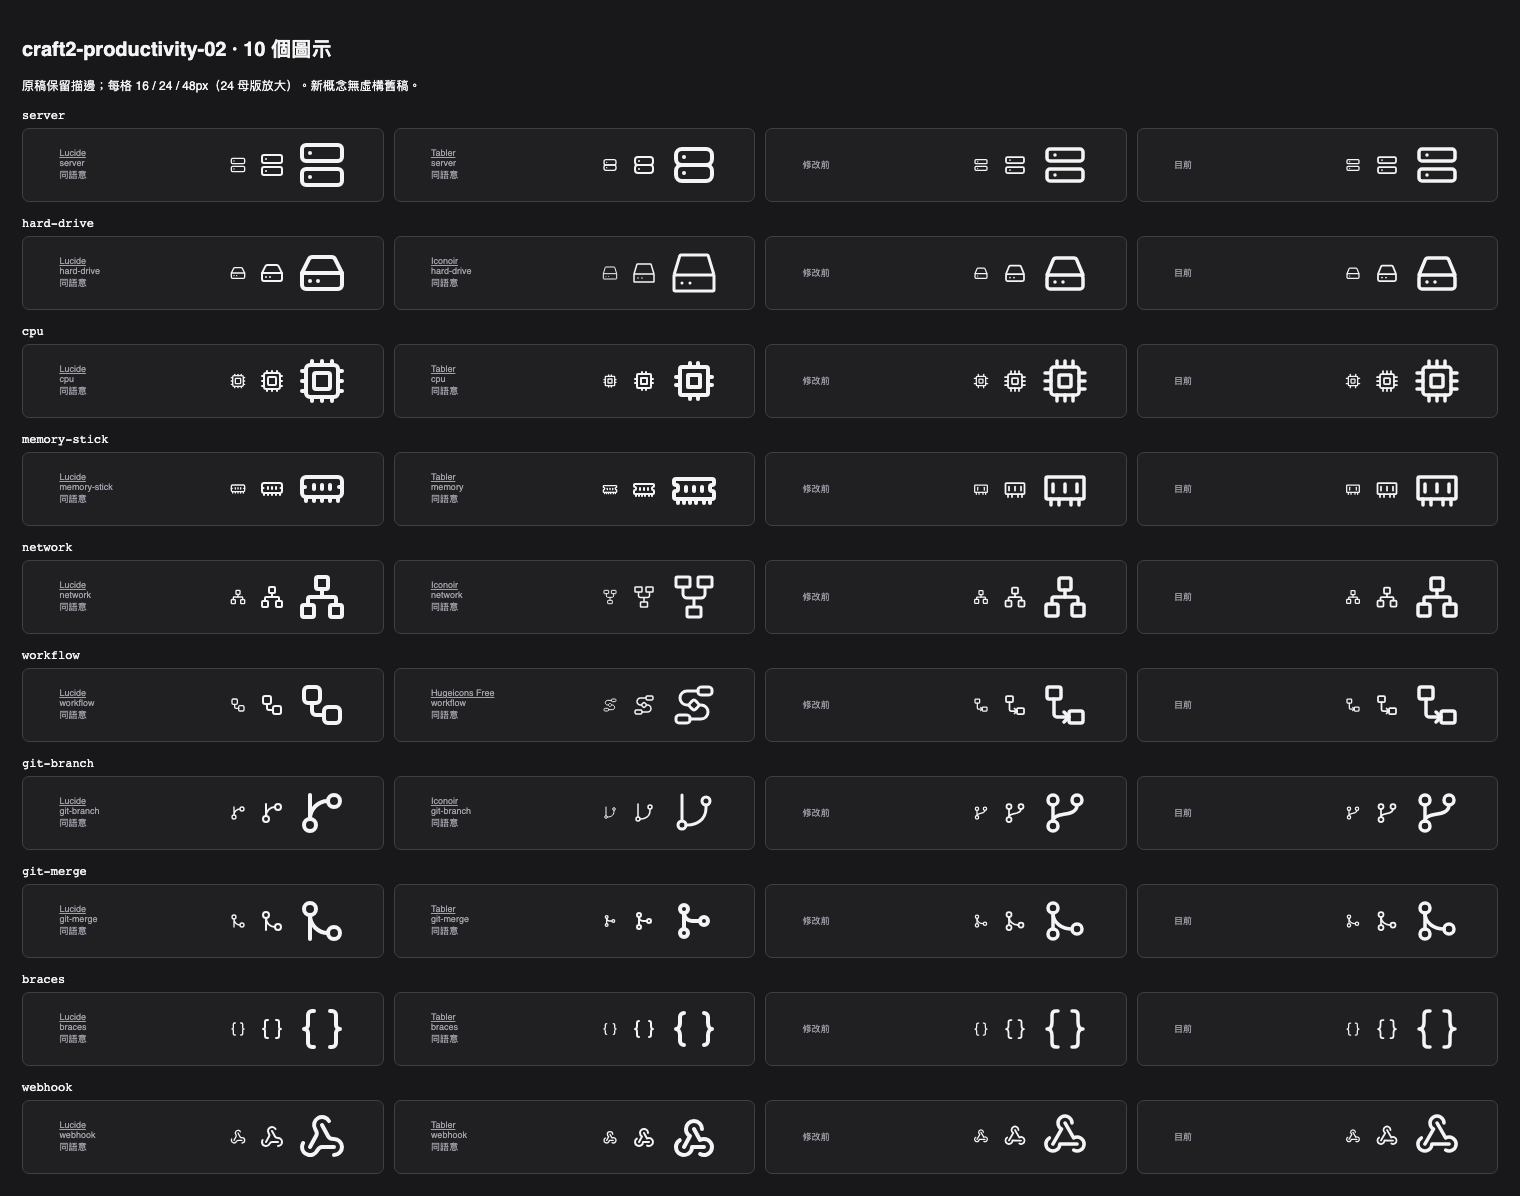 craft2-productivity-02 · 10 個圖示
原稿保留描邊；每格 16 / 24 / 48px（24 母版放大）。新概念無虛構舊稿。
server
Lucide
server
同語意
Tabler
server
同語意
修改前
目前
hard-drive
Lucide
hard-drive
同語意
Iconoir
hard-drive
同語意
修改前
目前
cpu
Lucide
cpu
同語意
Tabler
cpu
同語意
修改前
目前
memory-stick
Lucide
memory-stick
同語意
Tabler
memory
同語意
修改前
目前
network
Lucide
network
同語意
Iconoir
network
同語意
修改前
目前
workflow
Lucide
workflow
同語意
Hugeicons Free
workflow
同語意
修改前
目前
git-branch
Lucide
git-branch
同語意
Iconoir
git-branch
同語意
修改前
目前
git-merge
Lucide
git-merge
同語意
Tabler
git-merge
同語意
修改前
目前
braces
Lucide
braces
同語意
Tabler
braces
同語意
修改前
目前
webhook
Lucide
webhook
同語意
Tabler
webhook
同語意
修改前
目前